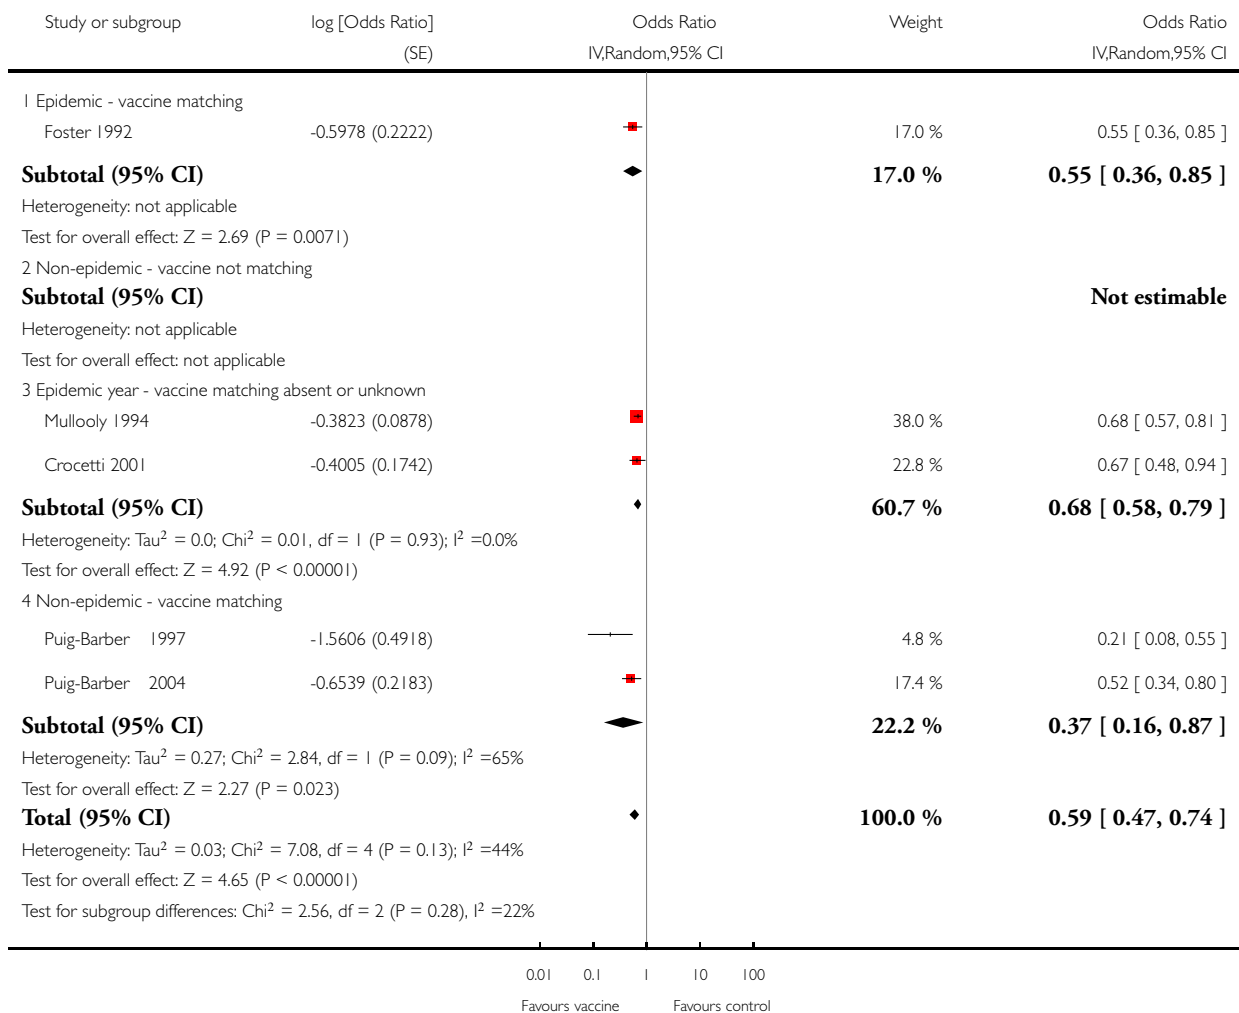 Study or subgroup log [Odds Ratio] Odds Ratio Weight Odds Ratio
(SE) IV,Random,95% CI IV,Random,95% CI
1 Epidemic - vaccine matching
Foster 1992 -0.5978 (0.2222) 17.0 % 0.55 [ 0.36, 0.85 ]
Subtotal (95% CI) 17.0 % 0.55 [ 0.36, 0.85 ]
Heterogeneity: not applicable
Test for overall effect: Z = 2.69 (P = 0.0071)
2 Non-epidemic - vaccine not matching
Subtotal (95% CI) Not estimable
Heterogeneity: not applicable
Test for overall effect: not applicable
3 Epidemic year - vaccine matching absent or unknown
Mullooly 1994 -0.3823 (0.0878) 38.0 % 0.68 [ 0.57, 0.81 ]
Crocetti 2001 -0.4005 (0.1742) 22.8 % 0.67 [ 0.48, 0.94 ]
Subtotal (95% CI) 60.7 % 0.68 [ 0.58, 0.79 ]
Heterogeneity: Tau² = 0.0; Chi² = 0.01, df = 1 (P = 0.93); I² =0.0%
Test for overall effect: Z = 4.92 (P < 0.00001)
4 Non-epidemic - vaccine matching
Puig-Barber 1997 -1.5606 (0.4918) 4.8 % 0.21 [ 0.08, 0.55 ]
Puig-Barber 2004 -0.6539 (0.2183) 17.4 % 0.52 [ 0.34, 0.80 ]
Subtotal (95% CI) 22.2 % 0.37 [ 0.16, 0.87 ]
Heterogeneity: Tau² = 0.27; Chi² = 2.84, df = 1 (P = 0.09); I² =65%
Test for overall effect: Z = 2.27 (P = 0.023)
Total (95% CI) 100.0 % 0.59 [ 0.47, 0.74 ]
Heterogeneity: Tau² = 0.03; Chi² = 7.08, df = 4 (P = 0.13); I² =44%
Test for overall effect: Z = 4.65 (P < 0.00001)
Test for subgroup differences: Chi² = 2.56, df = 2 (P = 0.28), I² =22%
0.01 0.1 1 10 100
Favours vaccine Favours control